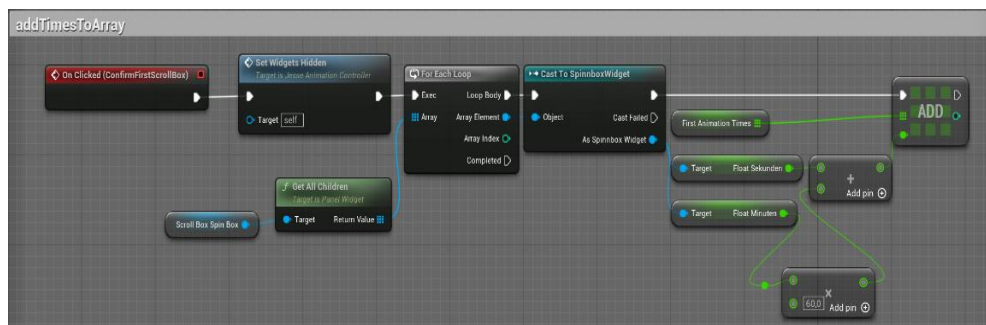 addTimesToArray
On Clicked (ConfirmFirstScrollBox)
Set Widgets Hidden
Target is Jesse Animation Controller
Target self
For Each Loop
Exec Loop Body
Array Array Element
Array Index
Completed
Cast To SpinnboxWidget
Object Cast Failed
As Spinnbox Widget
First Animation Times
ADD
Target Float Sekunden
+
Add pin
Target Float Minuten
Get All Children
Target is Panel Widget
Target Return Value
Scroll Box Spin Box
x
60,0 Add pin